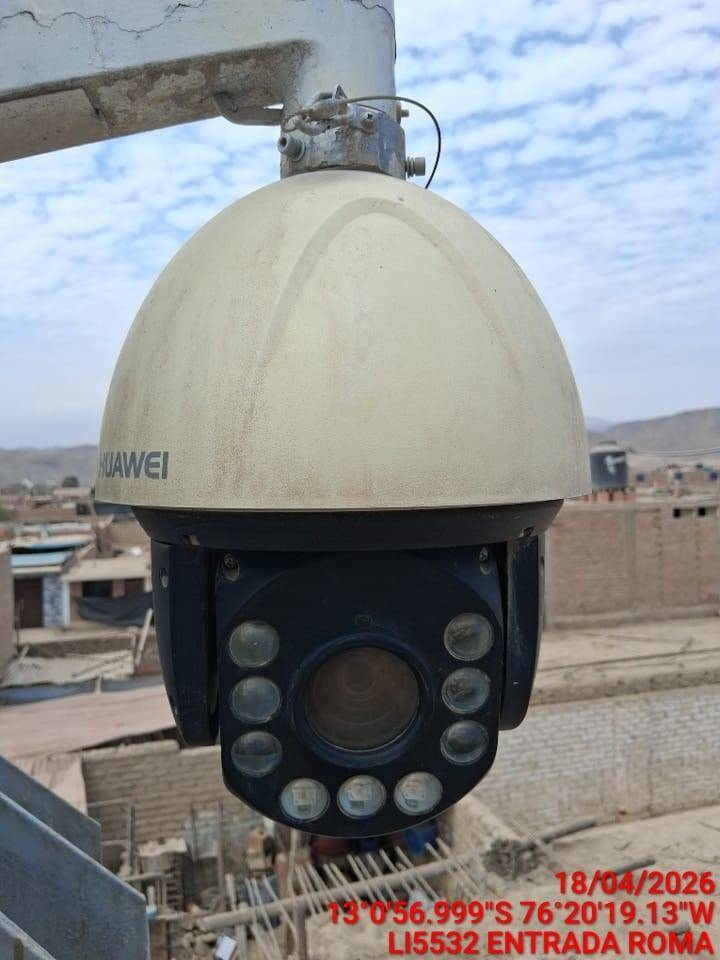 HUAWEI
18/04/2026
13°0'56.999"S 76°20'19.13"W
LI5532 ENTRADA ROMA